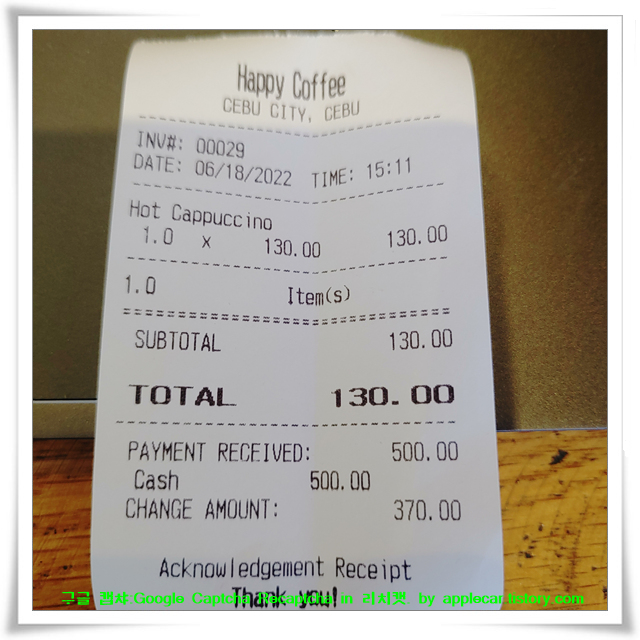 Happy Coffee
CEBU CITY, CEBU
INV#: 00029
DATE: 06/18/2022 TIME: 15:11
Hot Cappuccino
1.0 x 130.00 130.00
1.0 Item(s)
SUBTOTAL 130.00
TOTAL 130.00
PAYMENT RECEIVED: 500.00
Cash 500.00
CHANGE AMOUNT: 370.00
Acknowledgement Receipt
Thank you!
구글 캡챠:Google Captcha Recaptcha in 리치캣. by applecar.tistory.com